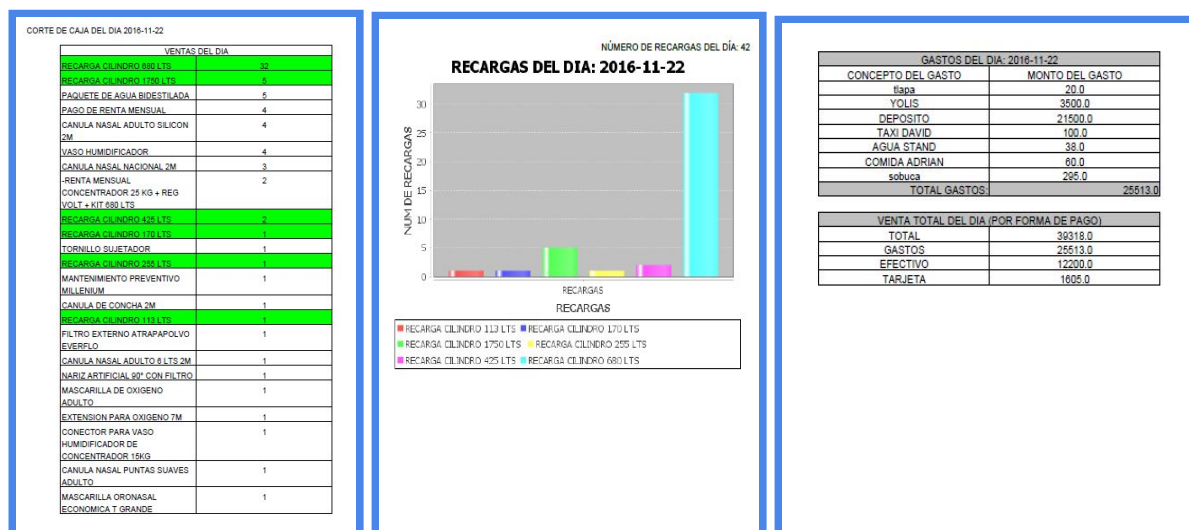 CORTE DE CAJA DEL DIA 2016-11-22
VENTAS DEL DIA
RECARGA CILINDRO 680 LTS 32
RECARGA CILINDRO 1750 LTS 5
PAQUETE DE AGUA BIDESTILADA 5
PAGO DE RENTA MENSUAL 4
CANULA NASAL ADULTO SILICON 4
2M
VASO HUMIDIFICADOR 4
CANULA NASAL NACIONAL 2M 3
-RENTA MENSUAL 2
CONCENTRADOR 25 KG + REG
VOLT + KIT 680 LTS
RECARGA CILINDRO 425 LTS 2
RECARGA CILINDRO 170 LTS 1
TORNILLO SUJETADOR 1
RECARGA CILINDRO 255 LTS 1
MANTENIMIENTO PREVENTIVO 1
MILLENIUM
CANULA DE CONCHA 2M 1
RECARGA CILINDRO 113 LTS 1
FILTRO EXTERNO ATRAPAPOLVO 1
EVERFLO
CANULA NASAL ADULTO 6 LTS 2M 1
NARIZ ARTIFICIAL 90° CON FILTRO 1
MASCARILLA DE OXIGENO 1
ADULTO
EXTENSION PARA OXIGENO 7M 1
CONECTOR PARA VASO 1
HUMIDIFICADOR DE
CONCENTRADOR 15KG
CANULA NASAL PUNTAS SUAVES 1
ADULTO
MASCARILLA ORONASAL 1
ECONOMICA T GRANDE
NÚMERO DE RECARGAS DEL DÍA: 42
RECARGAS DEL DIA: 2016-11-22
NUM DE RECARGAS
30
25
20
15
10
5
0
RECARGAS
RECARGAS
RECARGA CILINDRO 113 LTS RECARGA CILINDRO 170 LTS
RECARGA CILINDRO 1750 LTS RECARGA CILINDRO 255 LTS
RECARGA CILINDRO 425 LTS RECARGA CILINDRO 680 LTS
GASTOS DEL DIA: 2016-11-22
CONCEPTO DEL GASTO MONTO DEL GASTO
tlapa 20.0
YOLIS 3500.0
DEPOSITO 21500.0
TAXI DAVID 100.0
AGUA STAND 38.0
COMIDA ADRIAN 60.0
sobuca 295.0
TOTAL GASTOS: 25513.0
VENTA TOTAL DEL DIA (POR FORMA DE PAGO)
TOTAL 39318.0
GASTOS 25513.0
EFECTIVO 12200.0
TARJETA 1605.0